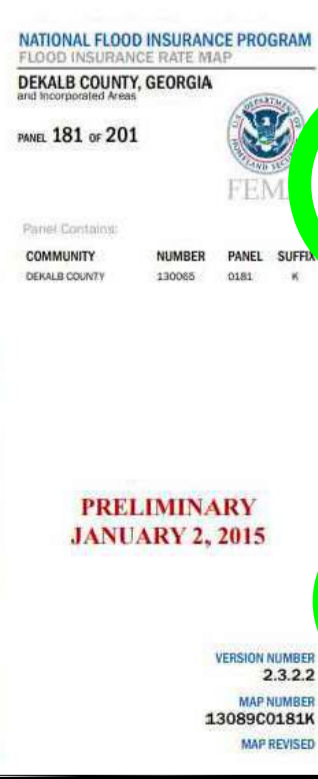 NATIONAL FLOOD INSURANCE PROGRAM
FLOOD INSURANCE RATE MAP
DEKALB COUNTY, GEORGIA
and Incorporated Areas
PANEL 181 OF 201
FEMA
Panel Contains:
COMMUNITY NUMBER PANEL SUFFIX
DEKALB COUNTY 130065 0181 K
PRELIMINARY
JANUARY 2, 2015
VERSION NUMBER
2.3.2.2
MAP NUMBER
13089C0181K
MAP REVISED